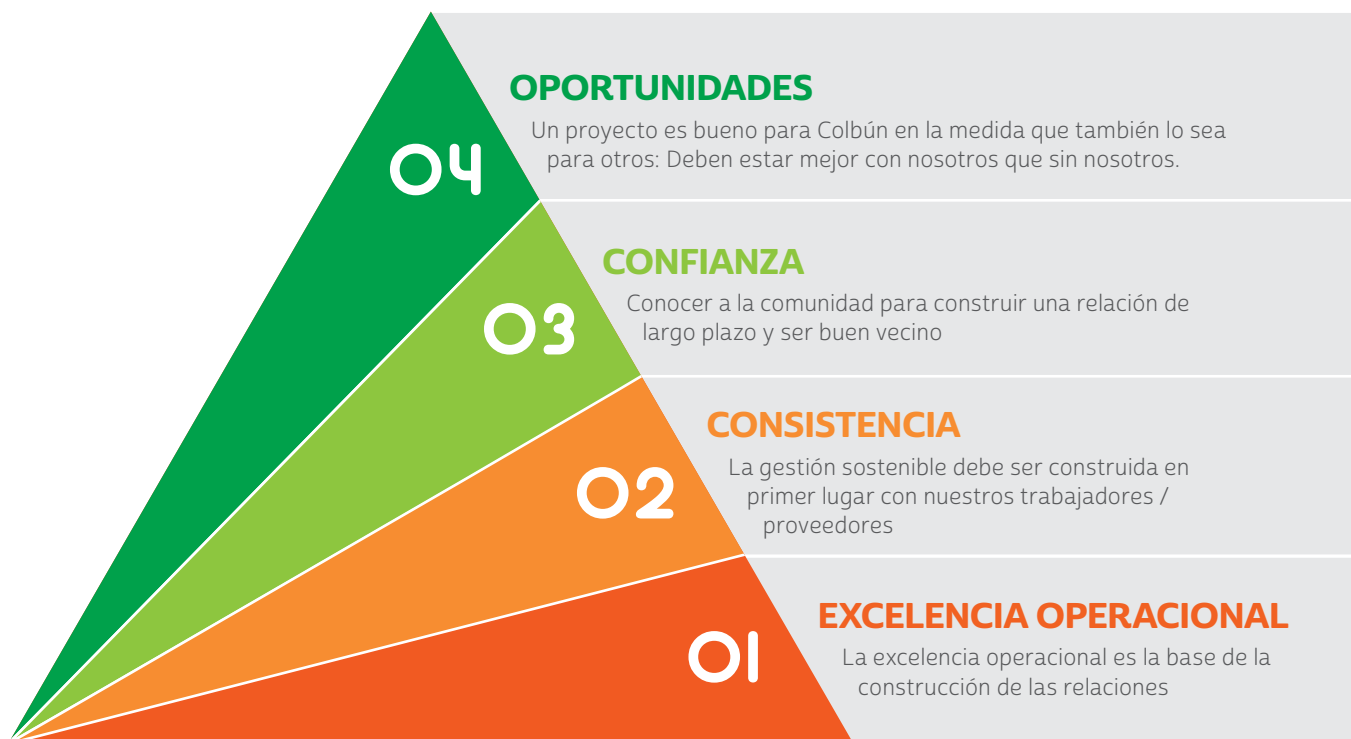 OPORTUNIDADES
Un proyecto es bueno para Colbún en la medida que también lo sea
para otros: Deben estar mejor con nosotros que sin nosotros.
04
CONFIANZA
Conocer a la comunidad para construir una relación de
largo plazo y ser buen vecino
03
CONSISTENCIA
La gestión sostenible debe ser construida en
primer lugar con nuestros trabajadores /
proveedores
02
EXCELENCIA OPERACIONAL
La excelencia operacional es la base de la
construcción de las relaciones
01